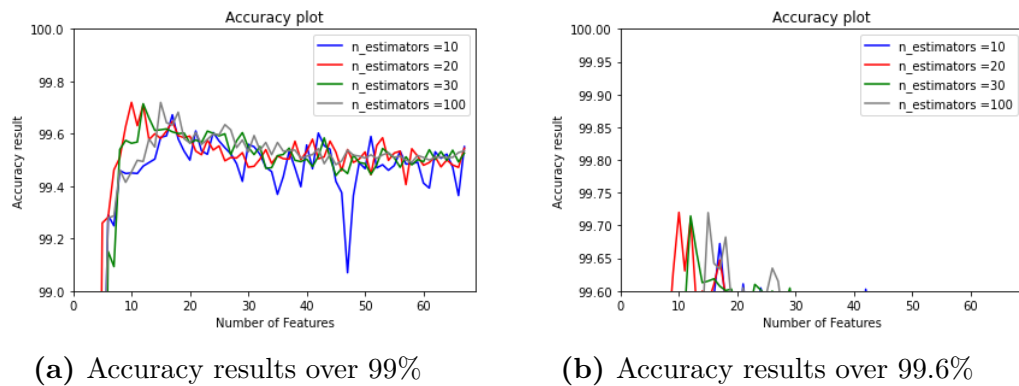 Accuracy plot
100.0
99.8
99.6
99.4
99.2
99.0
Accuracy result
0 10 20 30 40 50 60
Number of Features
n_estimators =10
n_estimators =20
n_estimators =30
n_estimators =100
(a) Accuracy results over 99%
Accuracy plot
100.00
99.95
99.90
99.85
99.80
99.75
99.70
99.65
99.60
Accuracy result
0 10 20 30 40 50 60
Number of Features
n_estimators =10
n_estimators =20
n_estimators =30
n_estimators =100
(b) Accuracy results over 99.6%